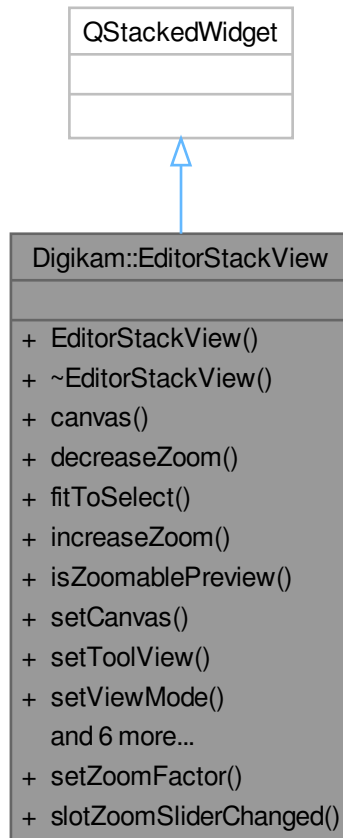 QStackedWidget
Digikam::EditorStackView
+ EditorStackView()
+ ~EditorStackView()
+ canvas()
+ decreaseZoom()
+ fitToSelect()
+ increaseZoom()
+ isZoomablePreview()
+ setCanvas()
+ setToolView()
+ setViewMode()
and 6 more...
+ setZoomFactor()
+ slotZoomSliderChanged()